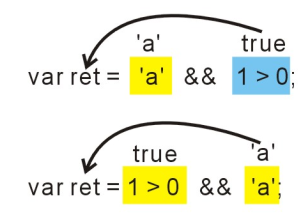 'a' true
var ret = 'a' && 1 > 0;
true 'a'
var ret = 1 > 0 && 'a';